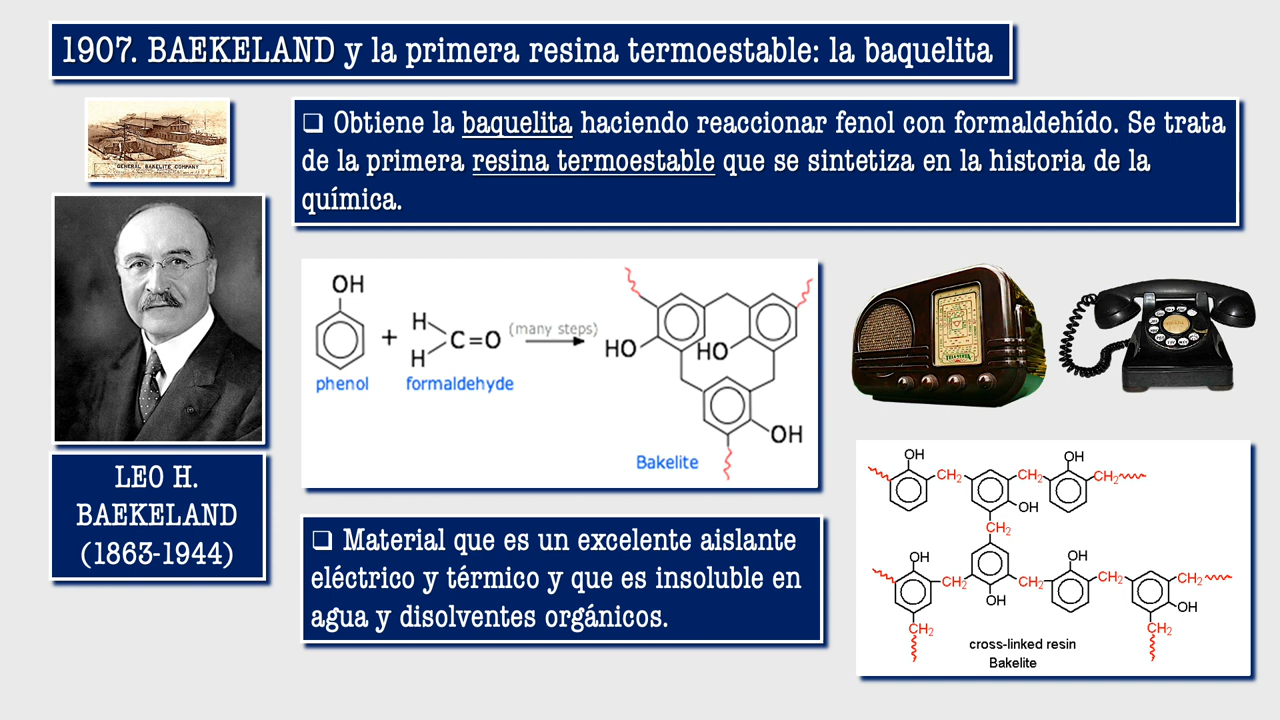 1907. BAEKELAND y la primera resina termoestable: la baquelita
GENERAL BAKELITE COMPANY
❑ Obtiene la baquelita haciendo reaccionar fenol con formaldehído. Se trata
de la primera resina termoestable que se sintetiza en la historia de la
química.
LEO H.
BAEKELAND
(1863-1944)
OH
+
H
H
C=O
(many steps)
phenol
formaldehyde
HO
HO
OH
Bakelite
❑ Material que es un excelente aislante
eléctrico y térmico y que es insoluble en
agua y disolventes orgánicos.
OH
CH2
CH2
OH
CH2
OH
CH2
OH
CH2
OH
CH2
OH
CH2
CH2
OH
CH2
CH2
cross-linked resin
Bakelite